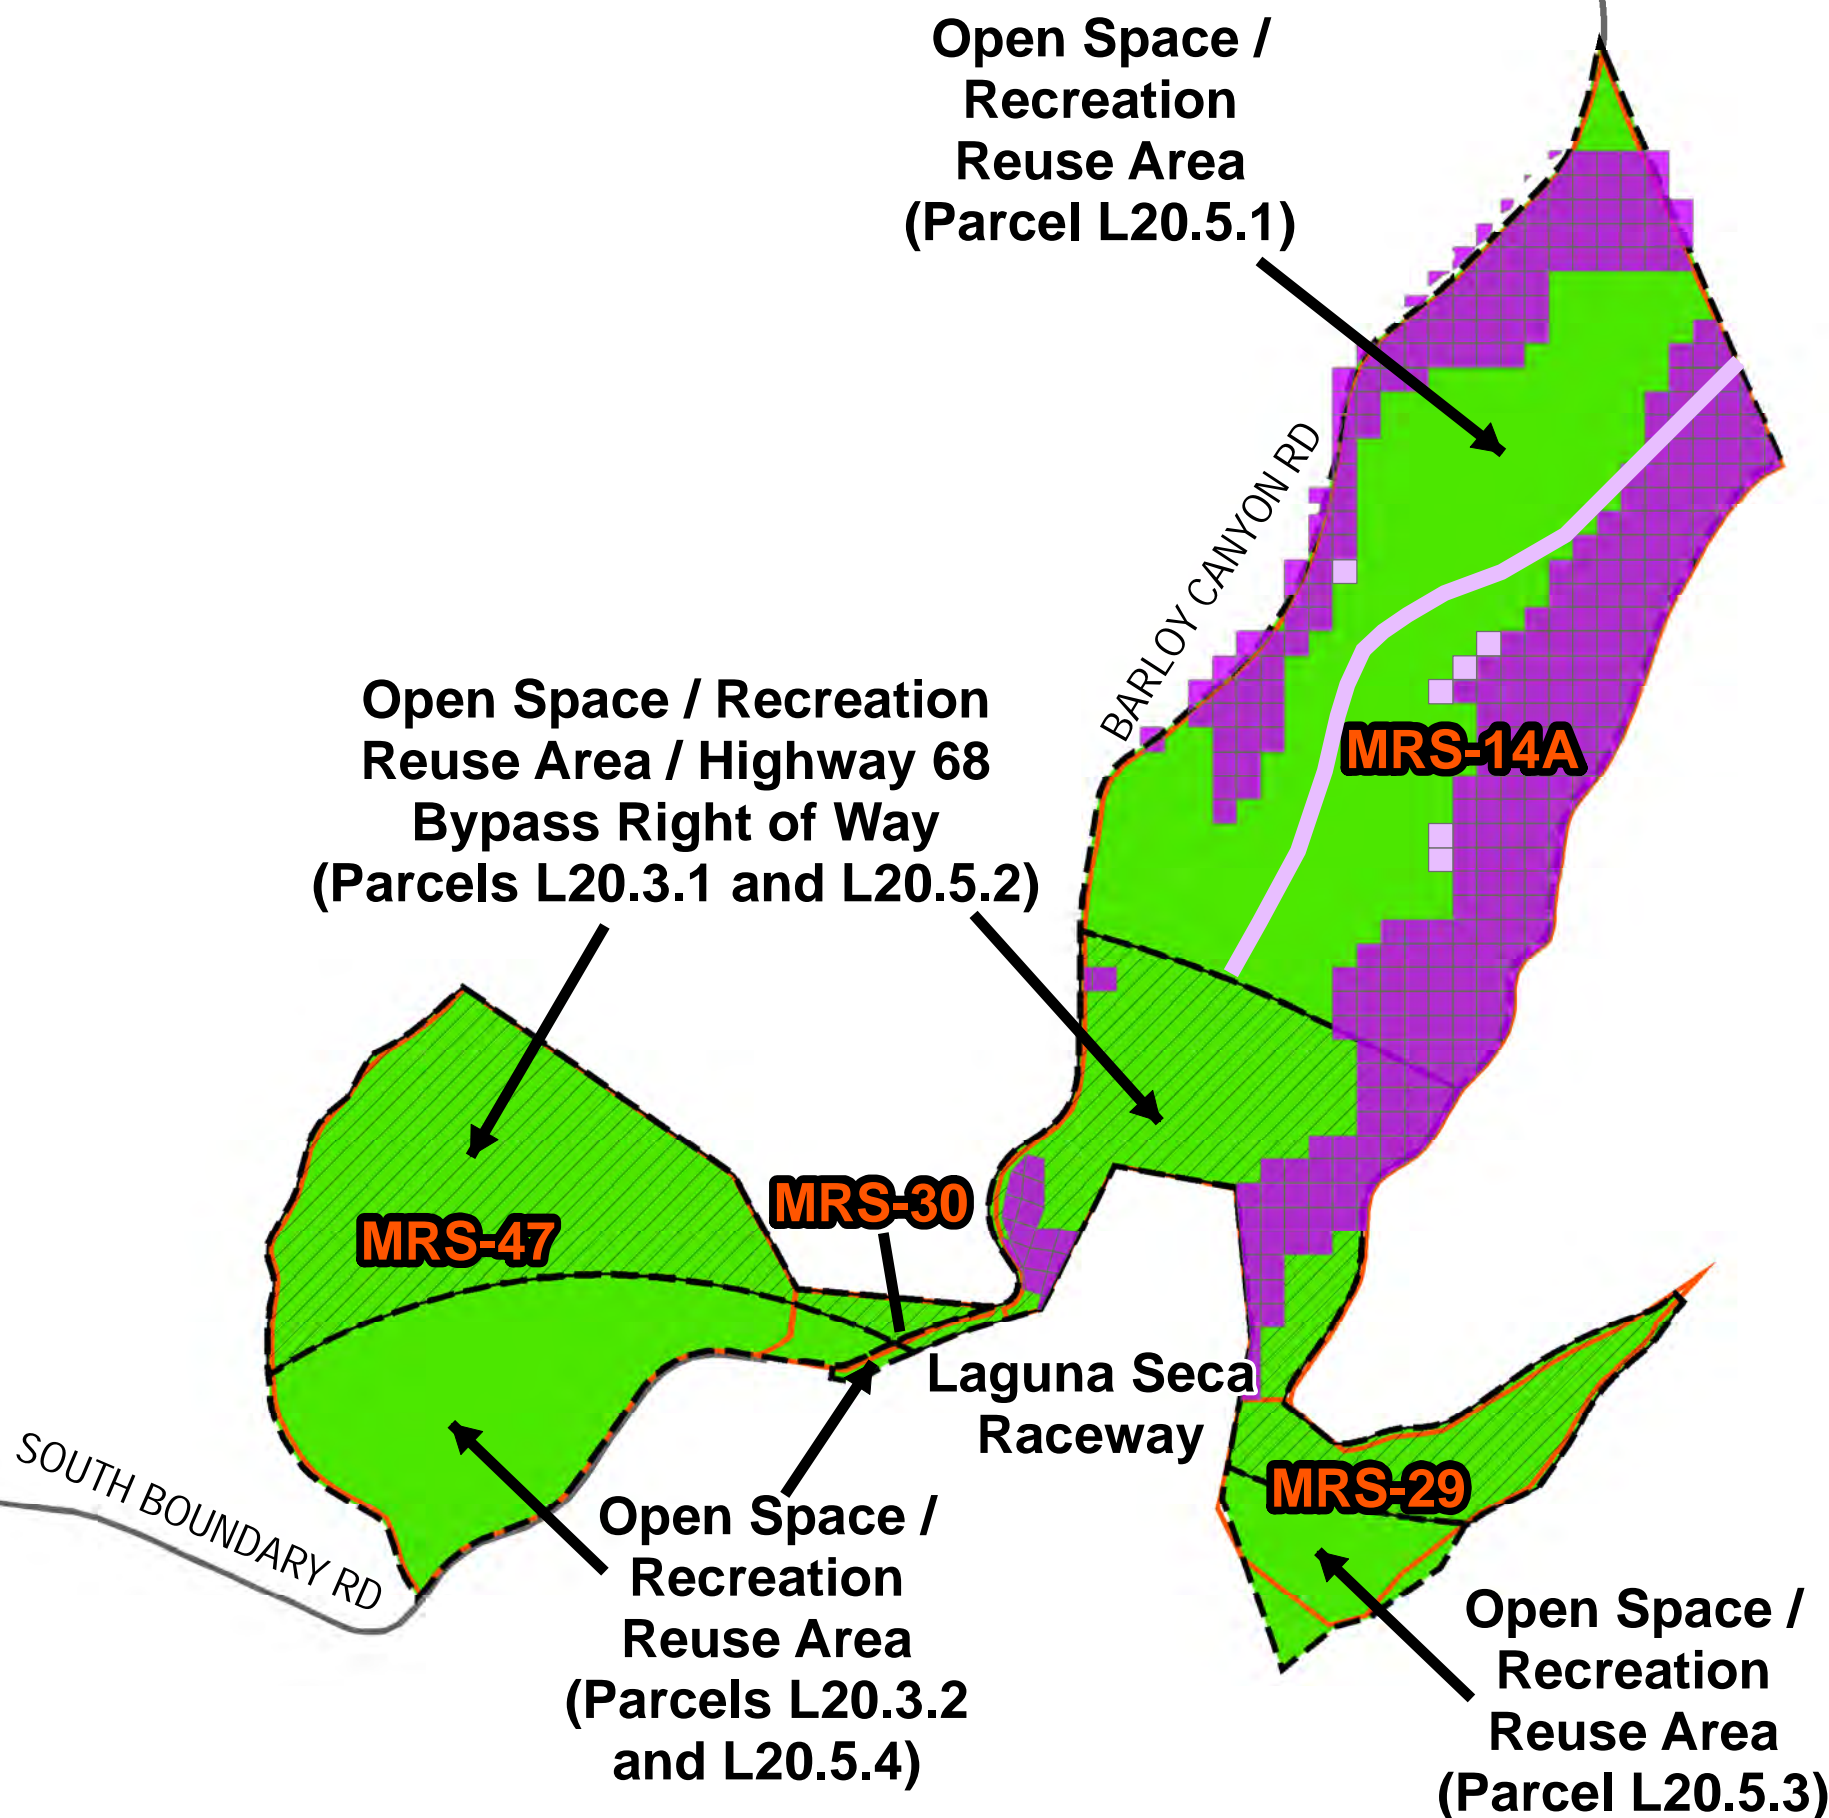 Open Space /
Recreation
Reuse Area
(Parcel L20.5.1)
BARLOY CANYON RD
Open Space / Recreation
Reuse Area / Highway 68
Bypass Right of Way
(Parcels L20.3.1 and L20.5.2)
MRS-14A
MRS-30
MRS-47
Laguna Seca
Raceway
SOUTH BOUNDARY RD
MRS-29
Open Space /
Recreation
Reuse Area
(Parcels L20.3.2
and L20.5.4)
Open Space /
Recreation
Reuse Area
(Parcel L20.5.3)